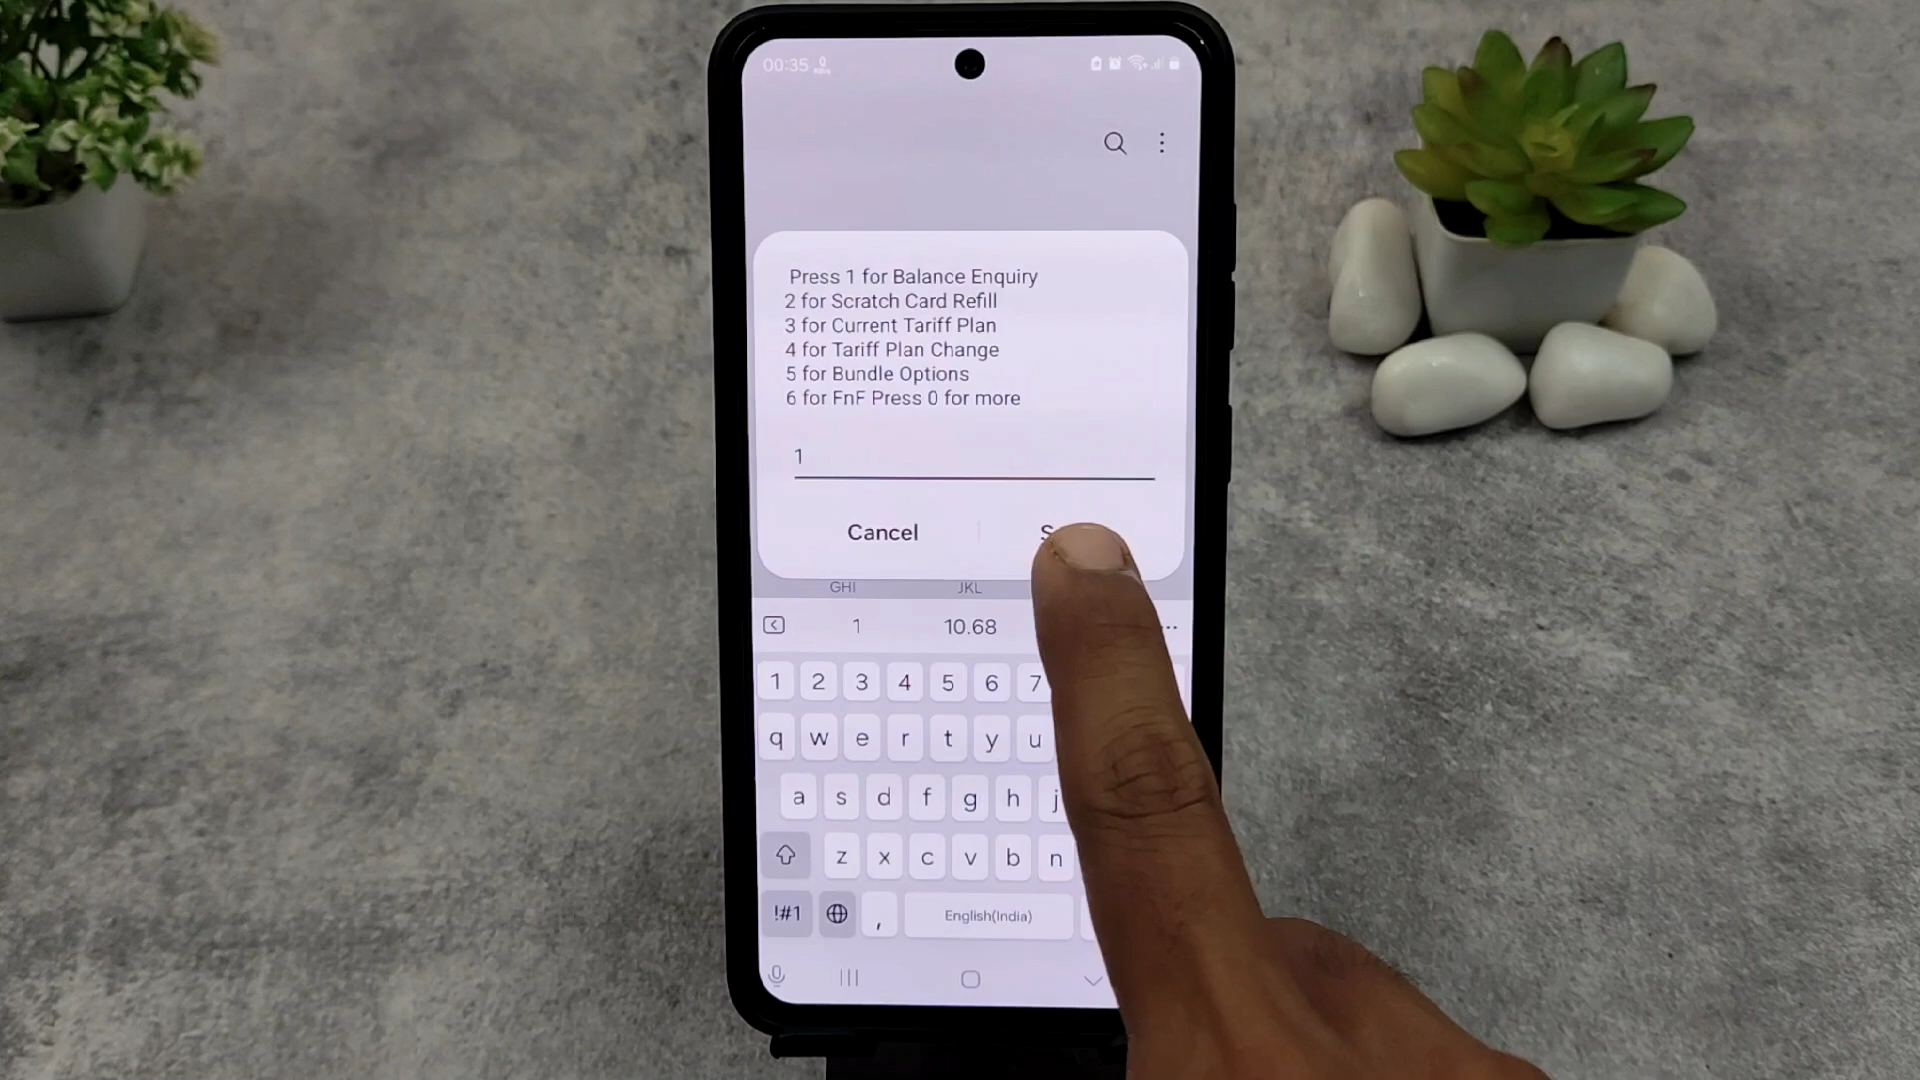 00:35
Press 1 for Balance Enquiry
2 for Scratch Card Refill
3 for Current Tariff Plan
4 for Tariff Plan Change
5 for Bundle Options
6 for FnF Press 0 for more
1
Cancel
GHI JKL
1 10.68
1 2 3 4 5 6 7
q w e r t y u
a s d f g h j
z x c v b n
!#1 , English(India)